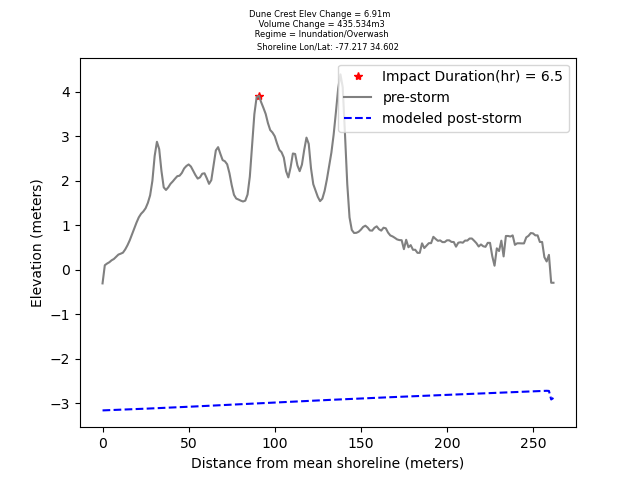 Dune Crest Elev Change = 6.91m
Volume Change = 435.534m3
Regime = Inundation/Overwash
Shoreline Lon/Lat: -77.217 34.602
Impact Duration(hr) = 6.5
pre-storm
modeled post-storm
Elevation (meters)
4
3
2
1
0
−1
−2
−3
0 50 100 150 200 250
Distance from mean shoreline (meters)